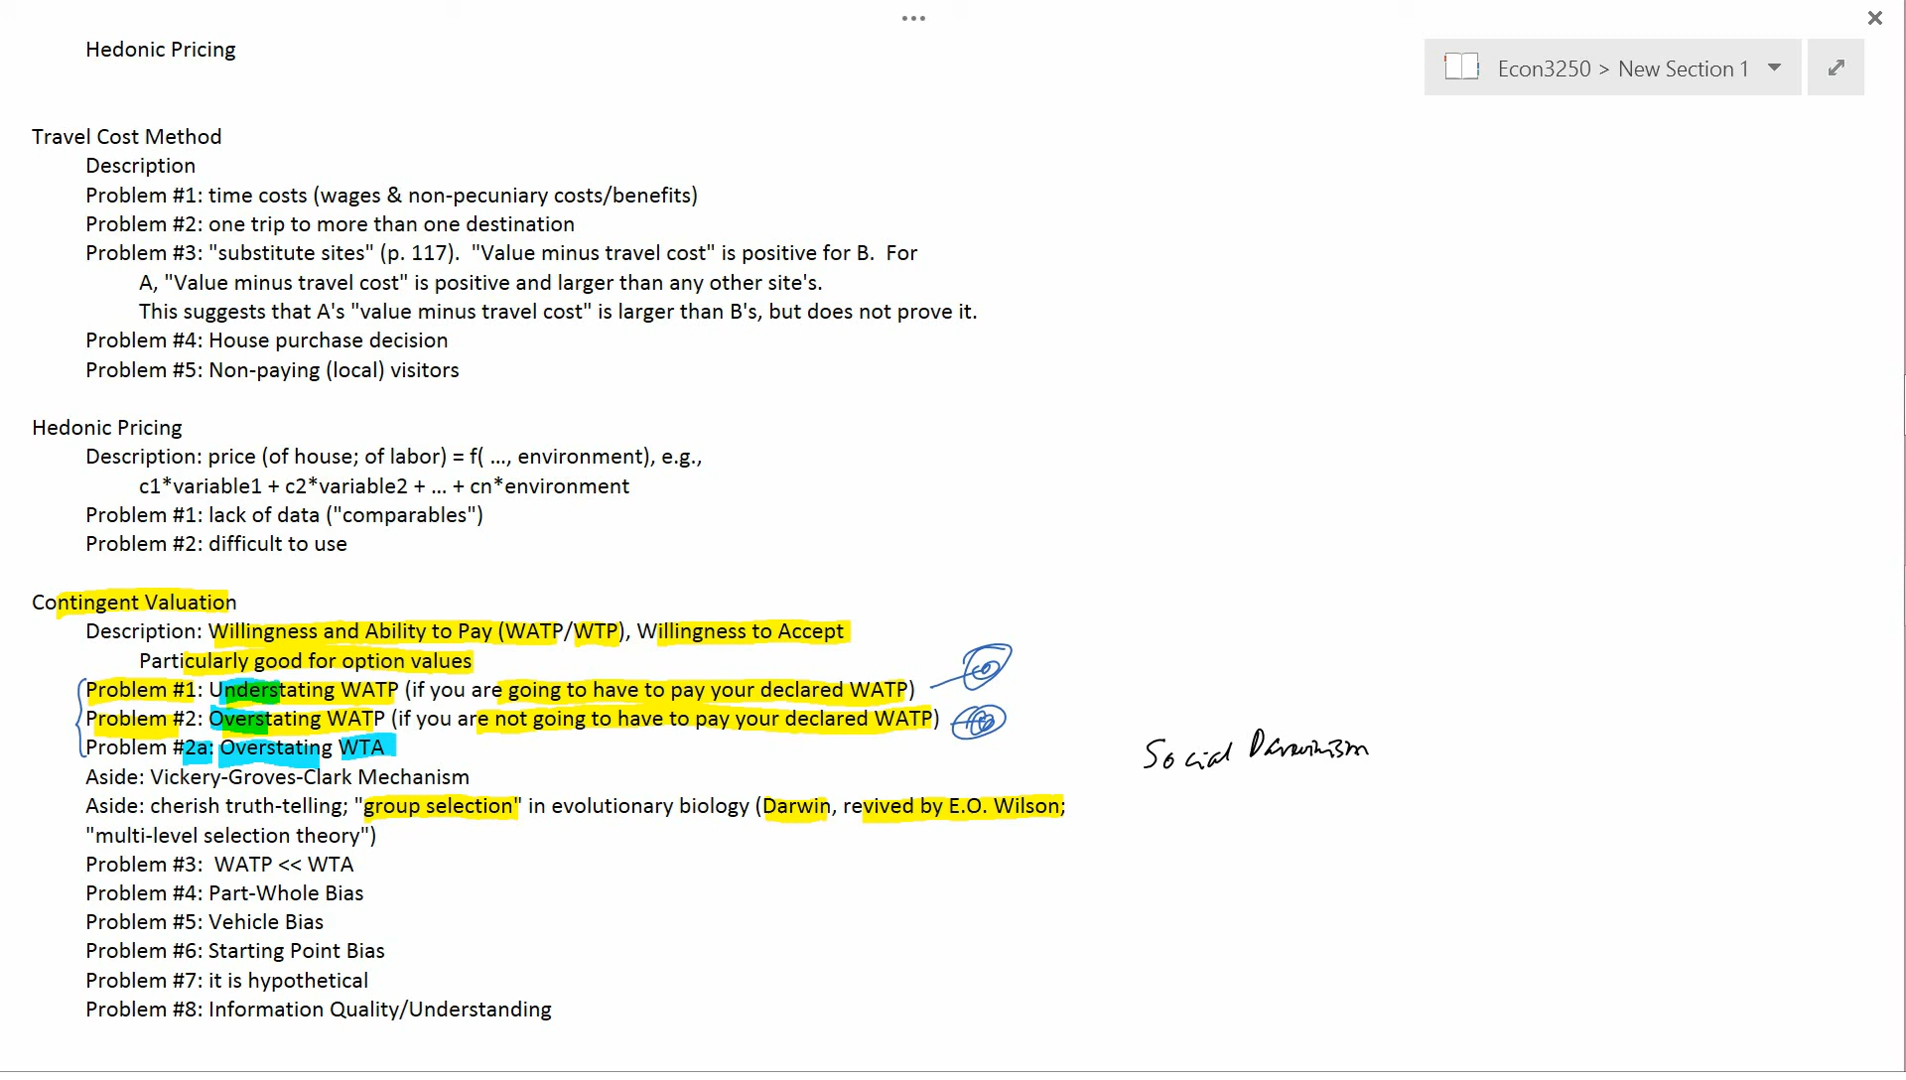 Hedonic Pricing
Econ3250 > New Section 1
Travel Cost Method
Description
Problem #1: time costs (wages & non-pecuniary costs/benefits)
Problem #2: one trip to more than one destination
Problem #3: "substitute sites" (p. 117).  "Value minus travel cost" is positive for B.  For
A, "Value minus travel cost" is positive and larger than any other site's.
This suggests that A's "value minus travel cost" is larger than B's, but does not prove it.
Problem #4: House purchase decision
Problem #5: Non-paying (local) visitors
Hedonic Pricing
Description: price (of house; of labor) = f( ..., environment), e.g.,
c1*variable1 + c2*variable2 + ... + cn*environment
Problem #1: lack of data ("comparables")
Problem #2: difficult to use
Contingent Valuation
Description: Willingness and Ability to Pay (WATP/WTP), Willingness to Accept
Particularly good for option values
Problem #1: Understating WATP (if you are going to have to pay your declared WATP)
Problem #2: Overstating WATP (if you are not going to have to pay your declared WATP)
Problem #2a: Overstating WTA
Social Darwinism
Aside: Vickery-Groves-Clark Mechanism
Aside: cherish truth-telling; "group selection" in evolutionary biology (Darwin, revived by E.O. Wilson;
"multi-level selection theory")
Problem #3:  WATP << WTA
Problem #4: Part-Whole Bias
Problem #5: Vehicle Bias
Problem #6: Starting Point Bias
Problem #7: it is hypothetical
Problem #8: Information Quality/Understanding